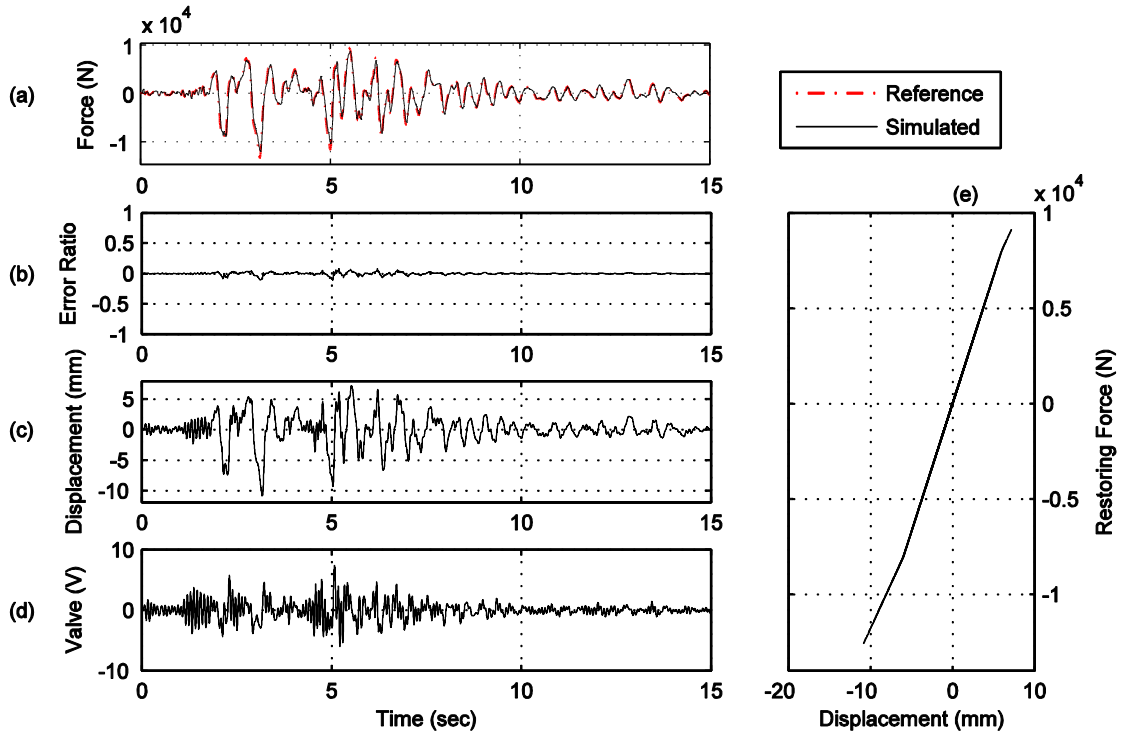 x 10^4
1
0
-1
(a)
Force (N)
0 5 10 15
Reference
Simulated
1
0.5
0
-0.5
-1
(b)
Error Ratio
0 5 10 15
5
0
-5
-10
(c)
Displacement (mm)
0 5 10 15
10
0
-10
(d)
Valve (V)
0 5 10 15
Time (sec)
(e)
x 10^4
1
0.5
0
-0.5
-1
Restoring Force (N)
-20 -10 0 10
Displacement (mm)